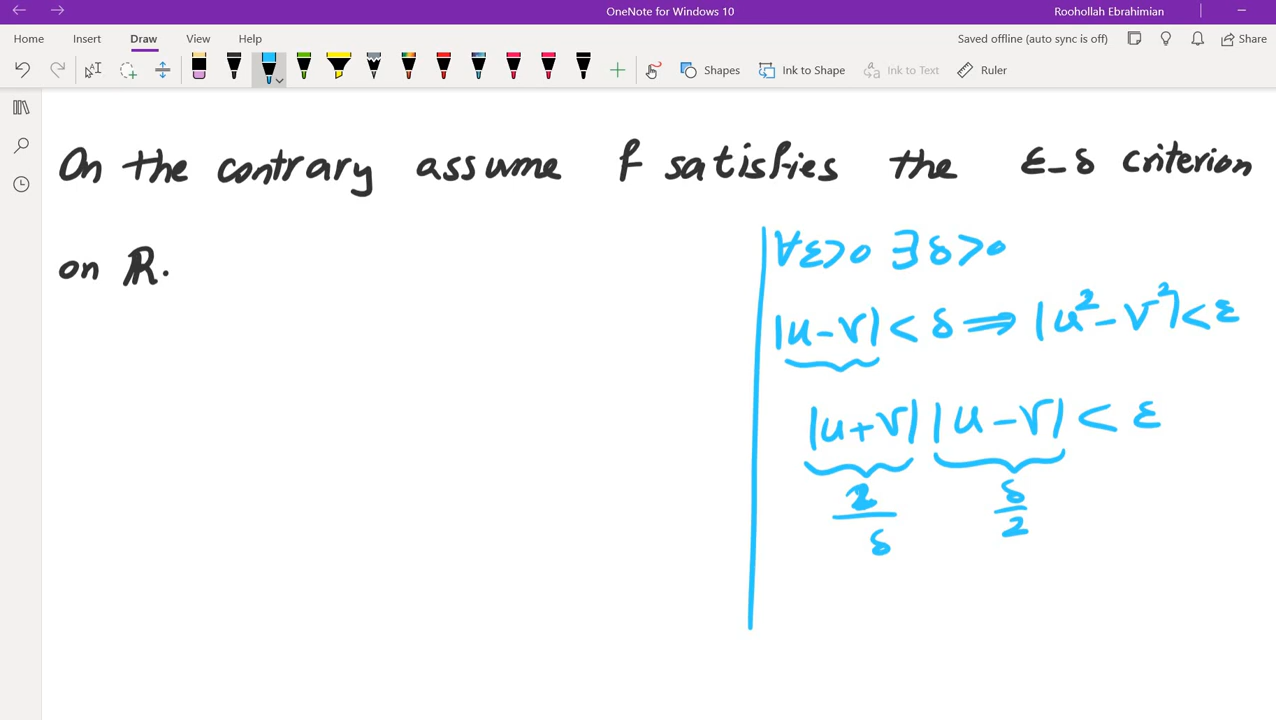 OneNote for Windows 10
Roohollah Ebrahimian
Home Insert Draw View Help
Saved offline (auto sync is off)
Share
Shapes
Ink to Shape
Ink to Text
Ruler
On the contrary assume f satisfies the ε-δ criterion
on ℝ.
∀ε>0 ∃δ>0
|u-v|<δ ⟹ |u²-v²|<ε
|u+v| |u-v| < ε
2/δ δ/2